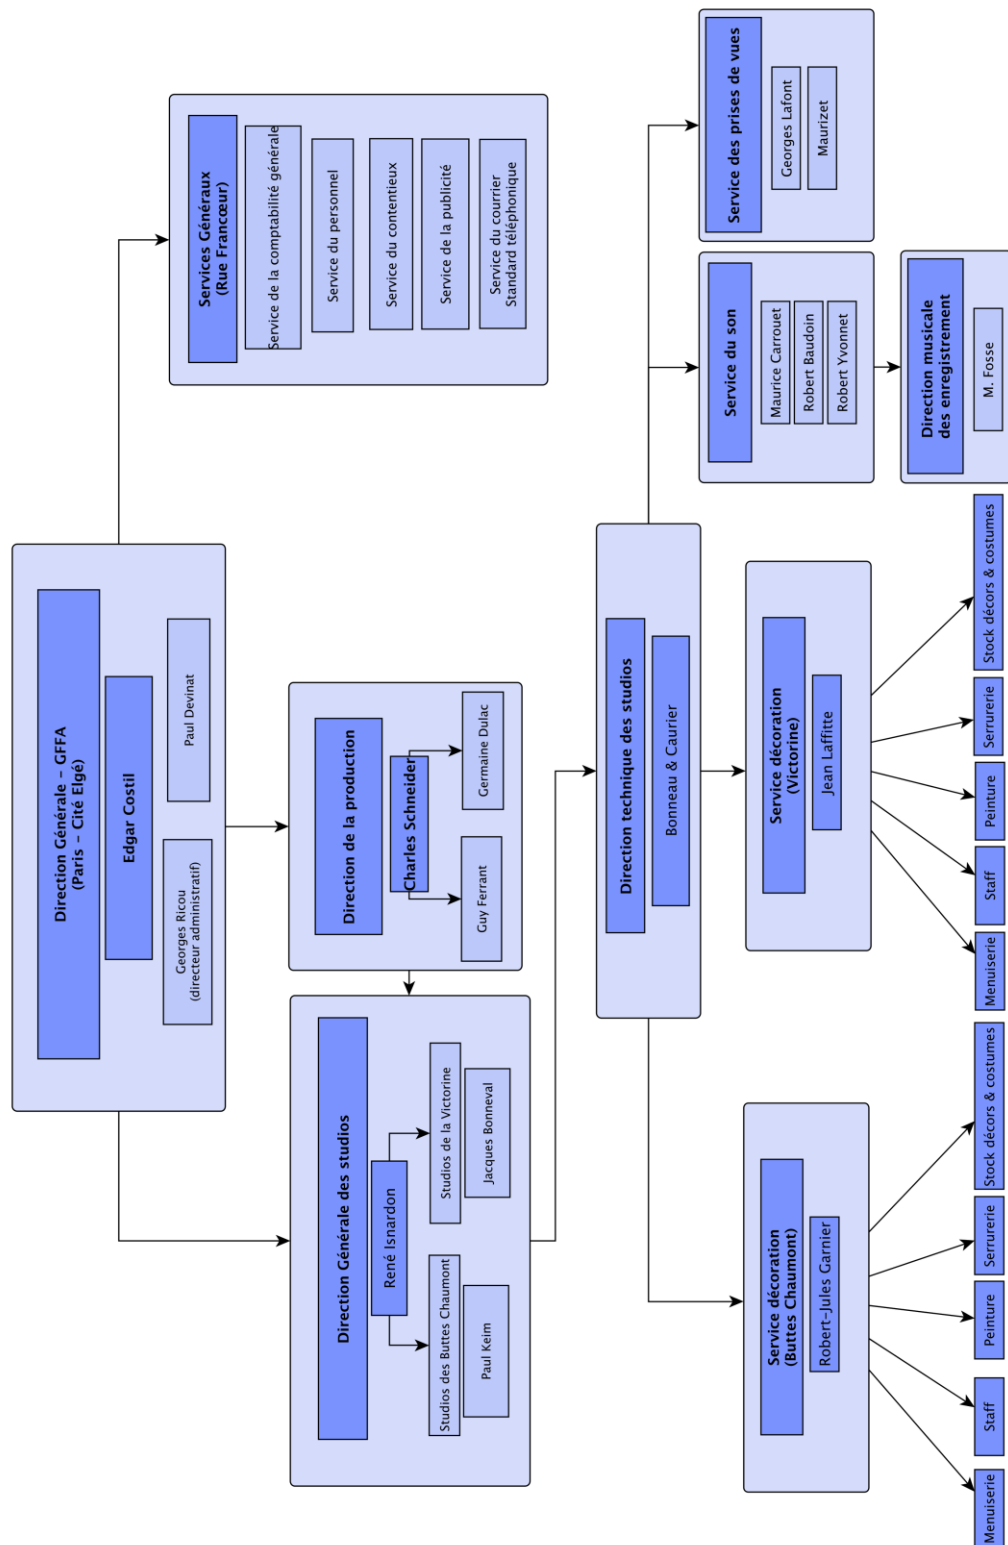 Direction Générale – GFFA
(Paris – Cité Elgé)
Edgar Costil
Georges Ricou
(directeur administratif)
Paul Devinat
Services Généraux
(Rue Francœur)
Service de la comptabilité générale
Service du personnel
Service du contentieux
Service de la publicité
Service du courrier
Standard téléphonique
Direction Générale des studios
René Isnardon
Studios des Buttes Chaumont
Paul Keim
Studios de la Victorine
Jacques Bonneval
Direction de la production
Charles Schneider
Guy Ferrant
Germaine Dulac
Direction technique des studios
Bonneau & Caurier
Service décoration
(Buttes Chaumont)
Robert–Jules Garnier
Menuiserie
Staff
Peinture
Serrurerie
Stock décors & costumes
Service décoration
(Victorine)
Jean Laffitte
Menuiserie
Staff
Peinture
Serrurerie
Stock décors & costumes
Service du son
Maurice Carrouet
Robert Baudoin
Robert Yvonnet
Direction musicale
des enregistrement
M. Fosse
Service des prises de vues
Georges Lafont
Maurizet